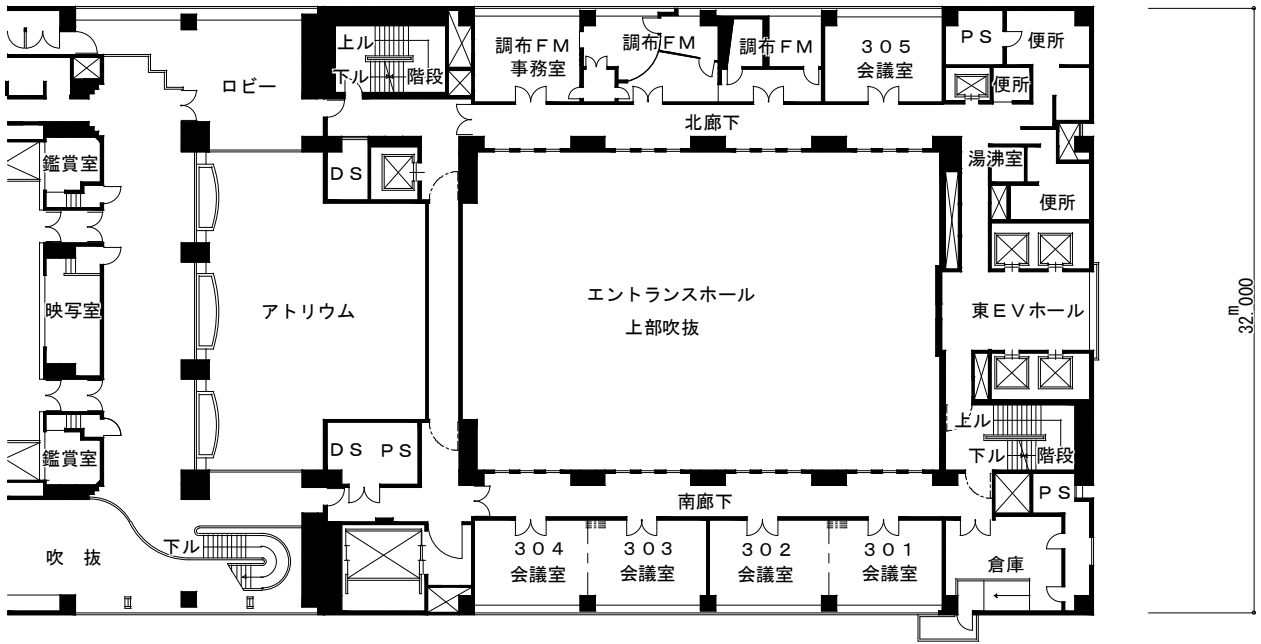 上ル
下ル
階段
ロビー
調布ＦＭ
事務室
調布ＦＭ
調布ＦＭ
３０５
会議室
ＰＳ
便所
便所
北廊下
鑑賞室
ＤＳ
湯沸室
便所
映写室
アトリウム
エントランスホール
上部吹抜
東ＥＶホール
32.000
m
鑑賞室
ＤＳ
ＰＳ
上ル
下ル
階段
南廊下
ＰＳ
吹　抜
下ル
３０４
会議室
３０３
会議室
３０２
会議室
３０１
会議室
倉庫